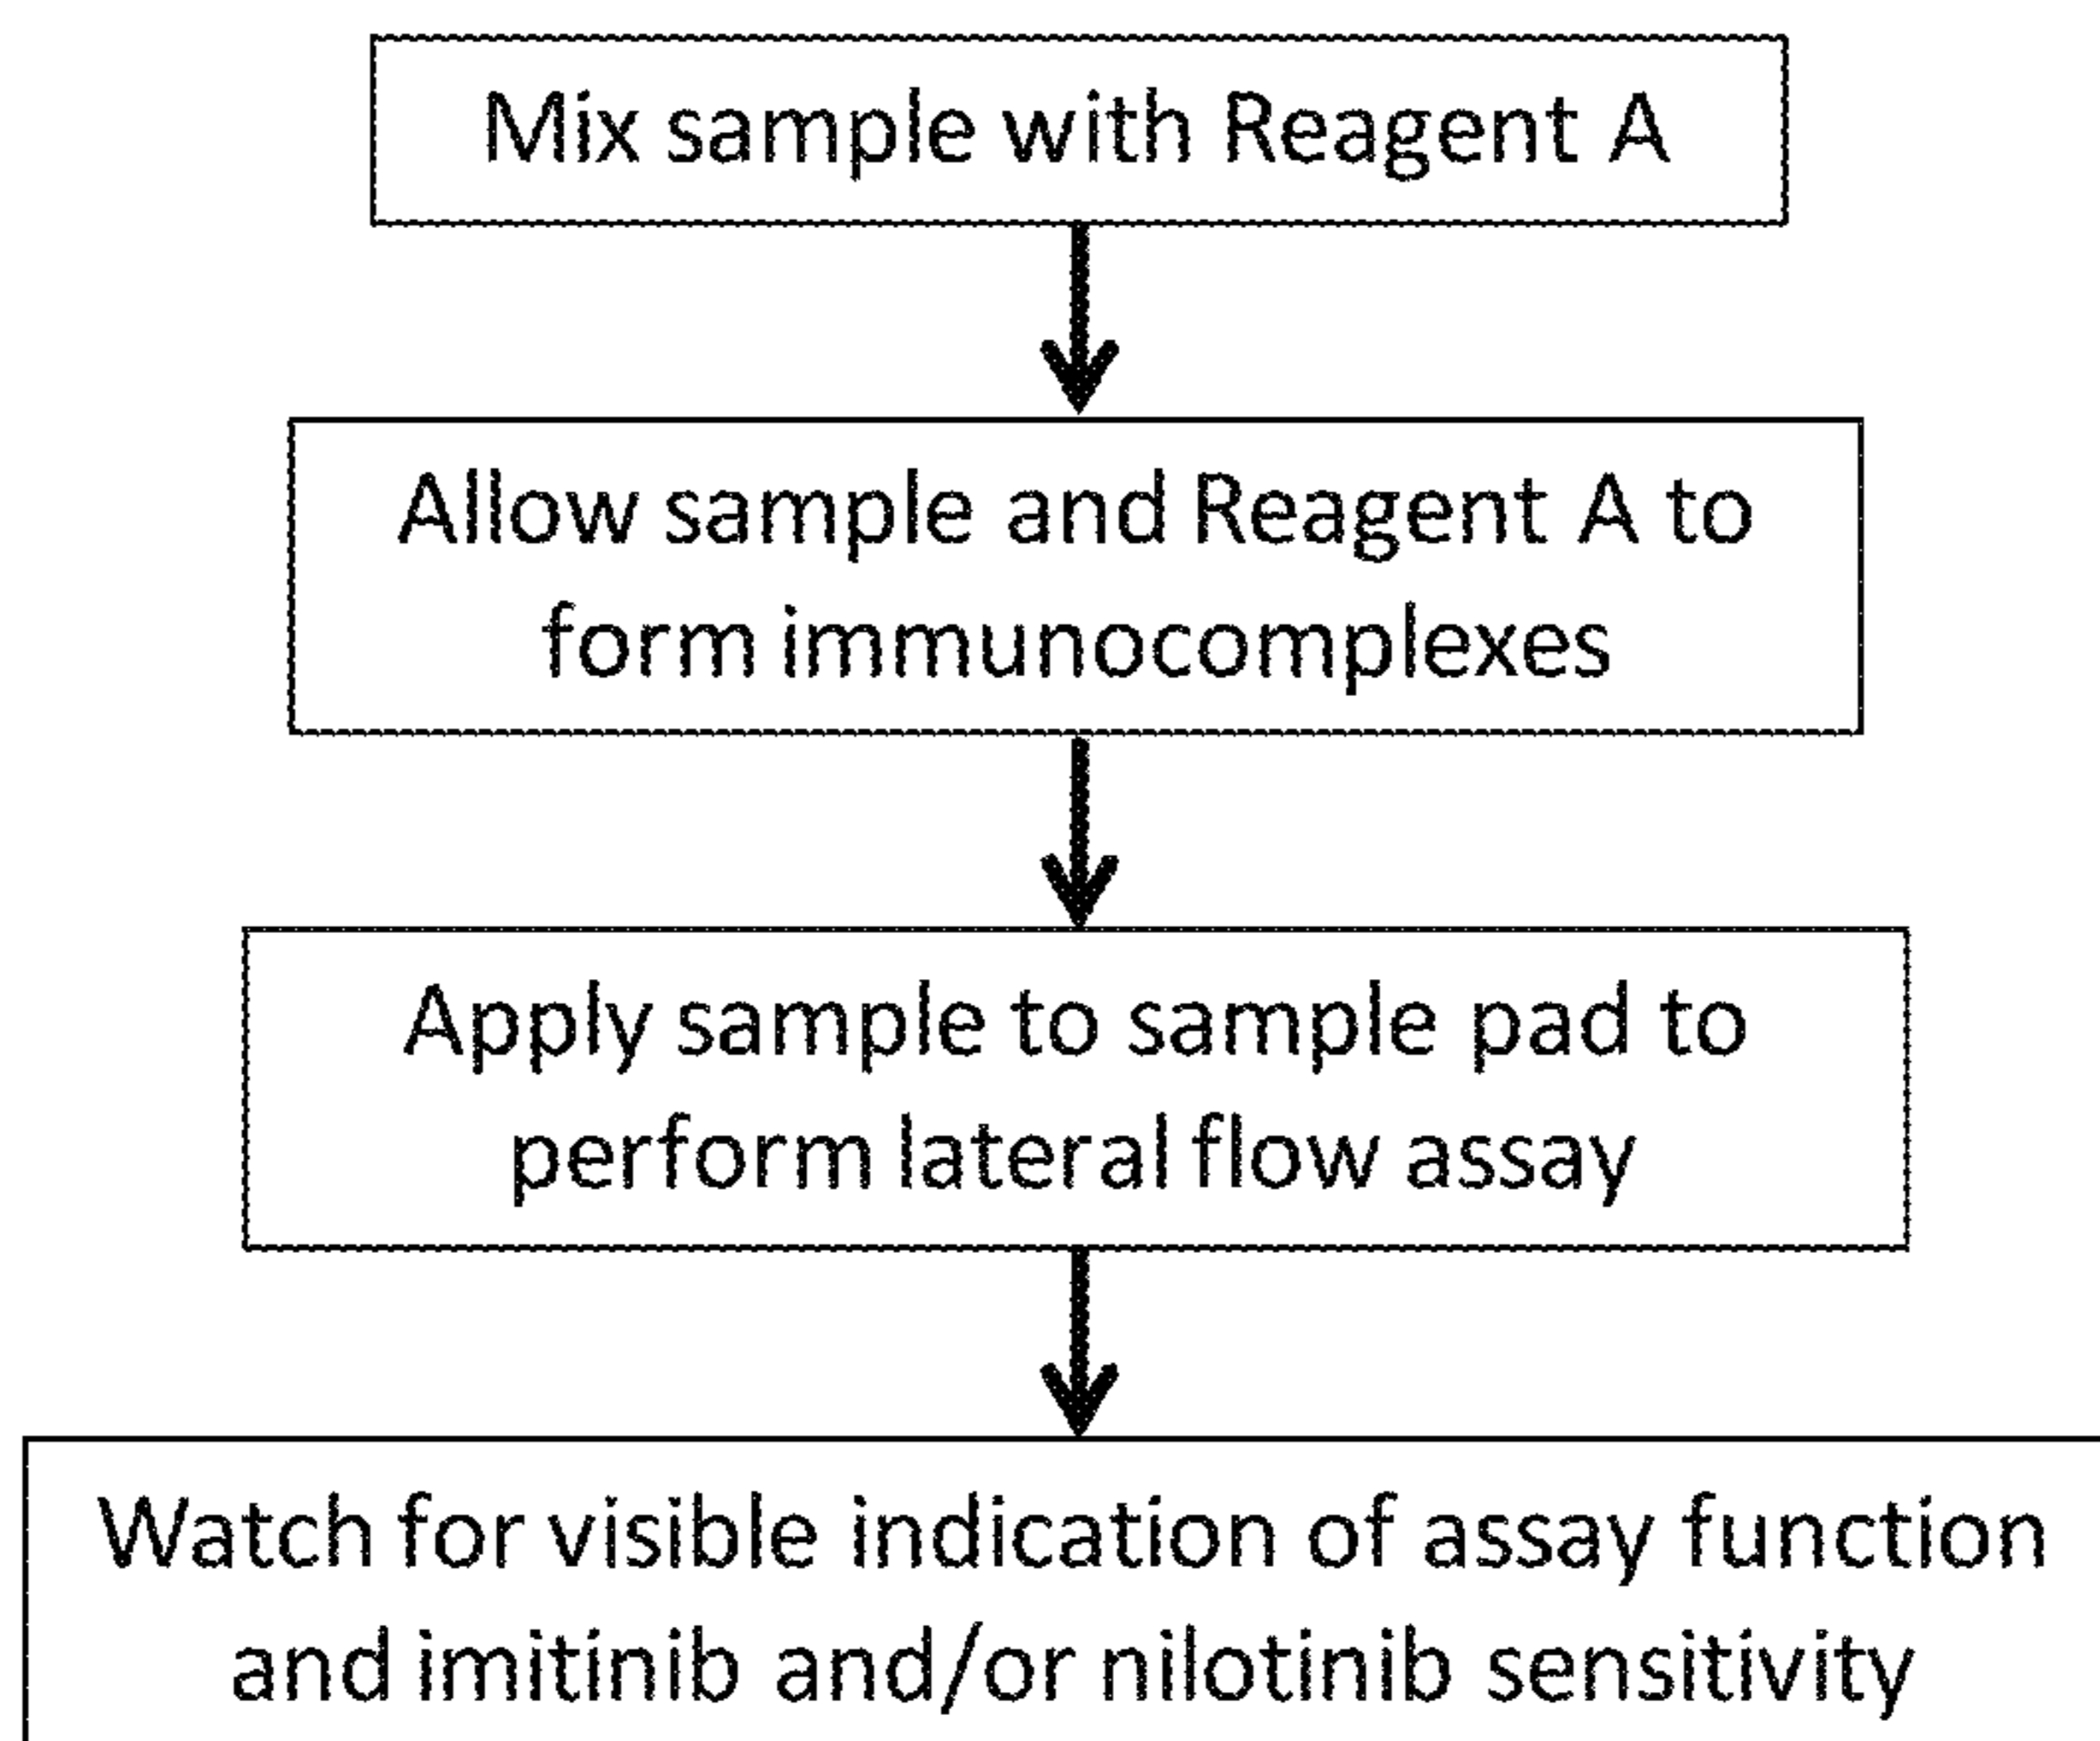 Mix sample with Reagent A
Allow sample and Reagent A to
form immunocomplexes
Apply sample to sample pad to
perform lateral flow assay
Watch for visible indication of assay function
and imitinib and/or nilotinib sensitivity